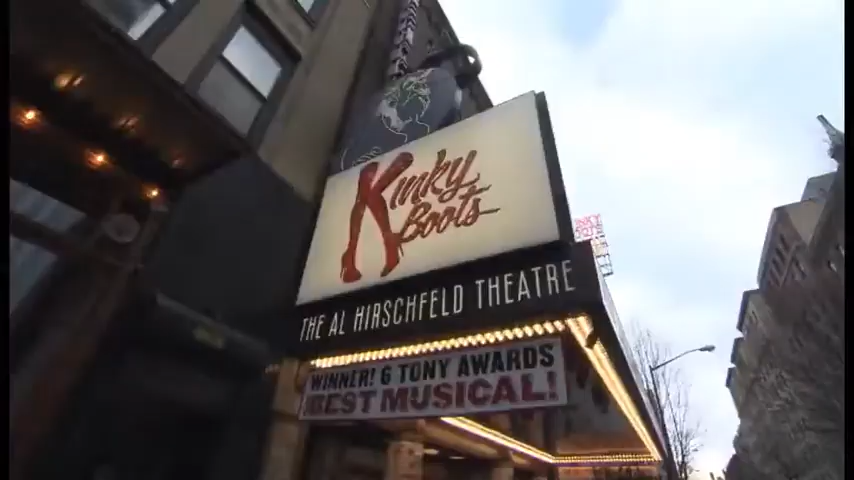 Kinky
Boots
THE AL HIRSCHFELD THEATRE
WINNER! 6 TONY AWARDS
BEST MUSICAL!